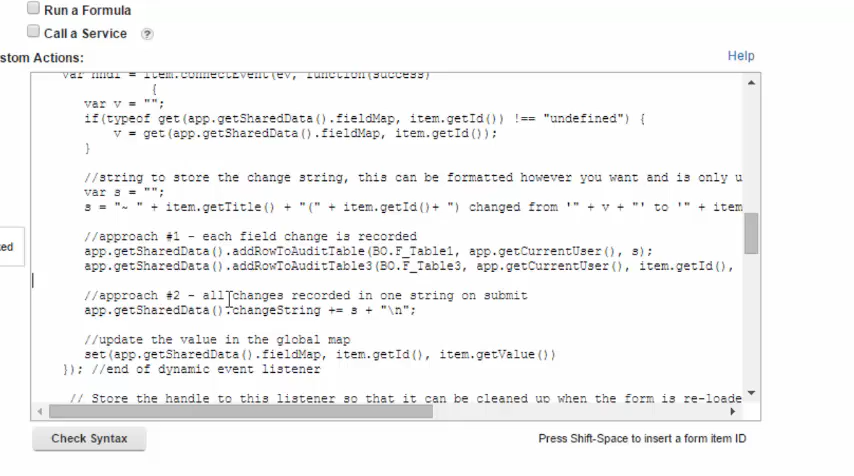 Run a Formula
Call a Service ?
stom Actions:
Help
var hndl = item.connectEvent(ev, function(success)
{
var v = "";
if(typeof get(app.getSharedData().fieldMap, item.getId()) !== "undefined") {
v = get(app.getSharedData().fieldMap, item.getId());
}
//string to store the change string, this can be formatted however you want and is only u
var s = "";
s = "~ " + item.getTitle() + "(" + item.getId()+ ") changed from '" + v + "' to '" + item
//approach #1 - each field change is recorded
app.getSharedData().addRowToAuditTable(BO.F_Table1, app.getCurrentUser(), s);
app.getSharedData().addRowToAuditTable3(BO.F_Table3, app.getCurrentUser(), item.getId(),
ed
//approach #2 - all changes recorded in one string on submit
app.getSharedData().changeString += s + "\n";
//update the value in the global map
set(app.getSharedData().fieldMap, item.getId(), item.getValue())
}); //end of dynamic event listener
// Store the handle to this listener so that it can be cleaned up when the form is re-loade
Check Syntax
Press Shift-Space to insert a form item ID